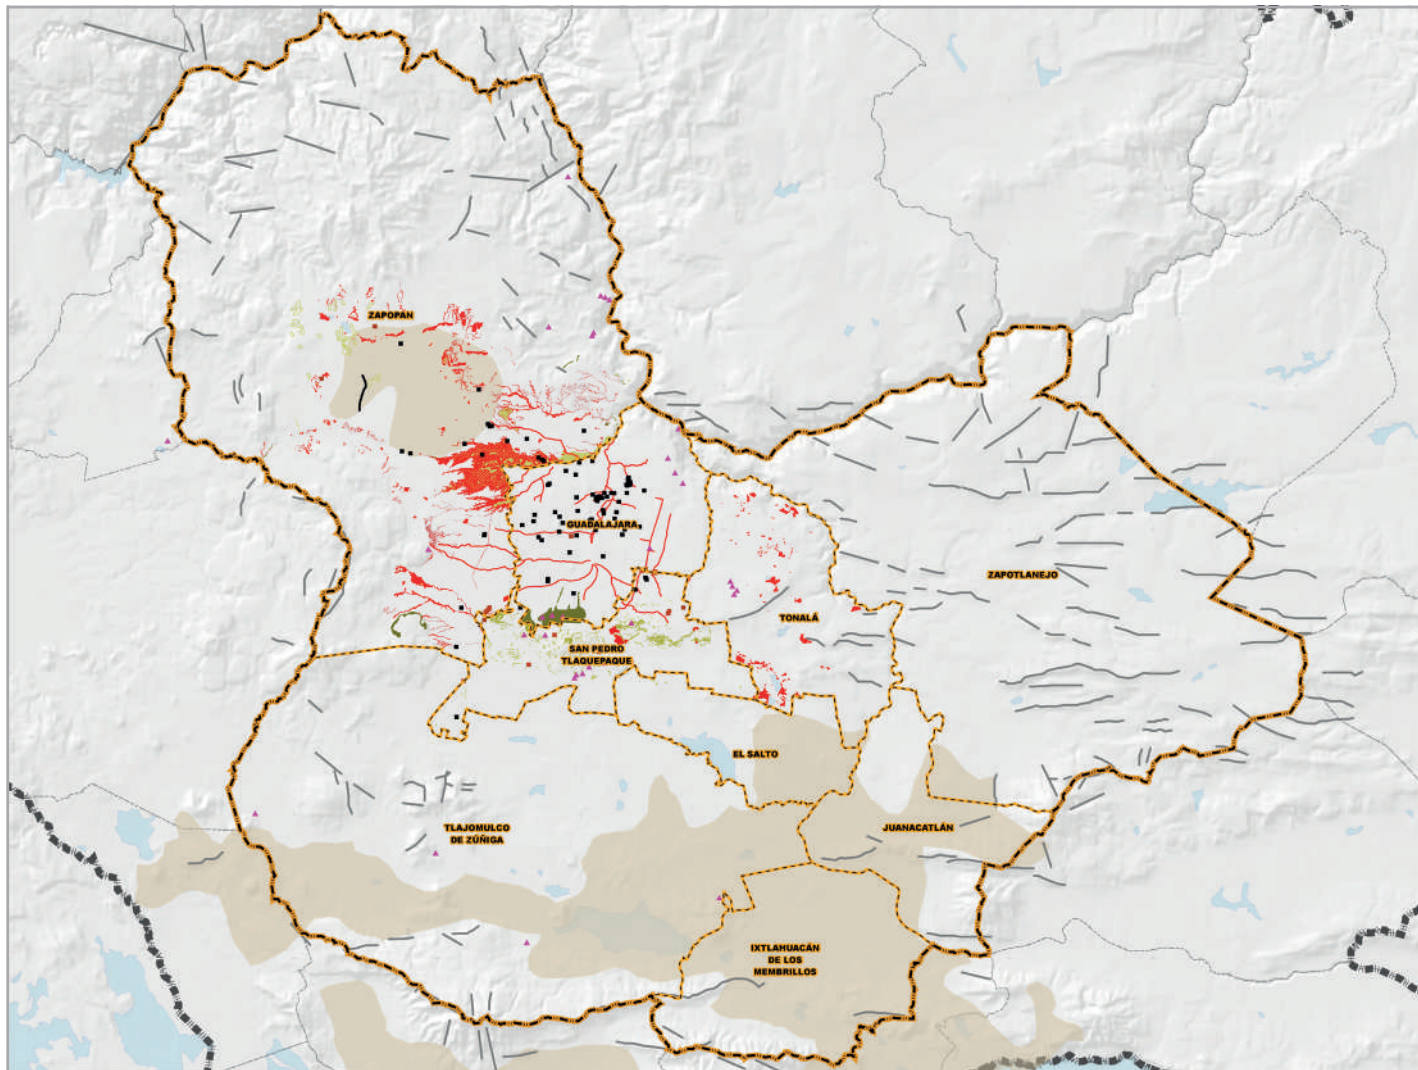 ZAPOPAN
GUADALAJARA
ZAPOTLANEJO
TONALÁ
SAN PEDRO
TLAQUEPAQUE
EL SALTO
TLAJOMULCO
DE ZÚÑIGA
JUANACATLÁN
IXTLAHUACÁN
DE LOS
MEMBRILLOS